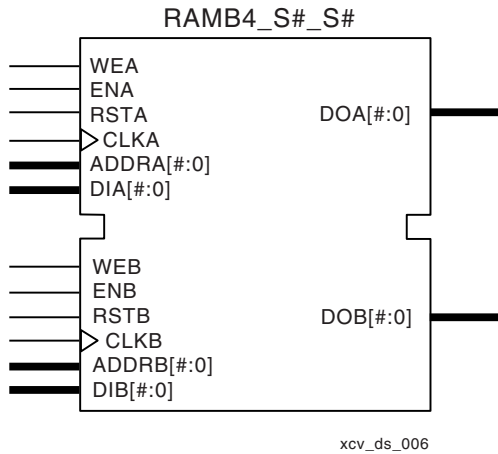 RAMB4_S#_S#
WEA
ENA
RSTA
DOA[#:0]
CLKA
ADDRA[#:0]
DIA[#:0]
WEB
ENB
RSTB
DOB[#:0]
CLKB
ADDRB[#:0]
DIB[#:0]
xcv_ds_006